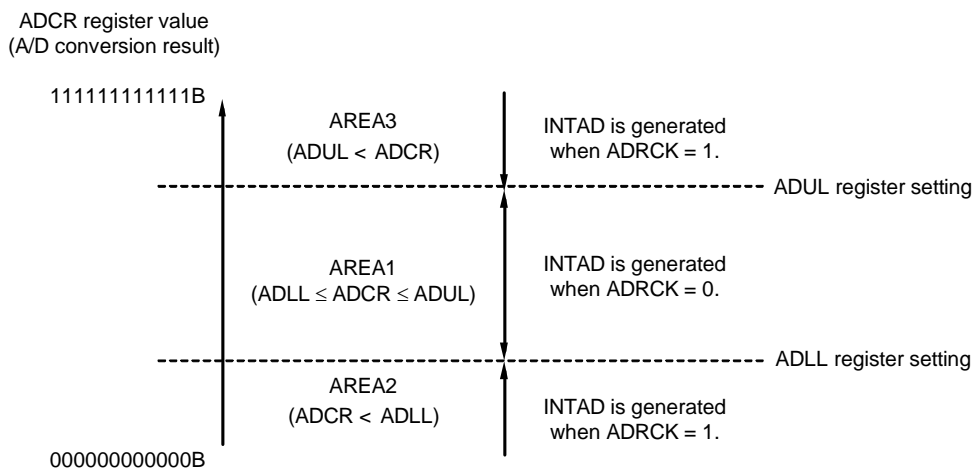 ADCR register value
(A/D conversion result)
111111111111B
AREA3
(ADUL < ADCR)
INTAD is generated
when ADRCK = 1.
ADUL register setting
AREA1
(ADLL ≤ ADCR ≤ ADUL)
INTAD is generated
when ADRCK = 0.
ADLL register setting
AREA2
(ADCR < ADLL)
INTAD is generated
when ADRCK = 1.
000000000000B